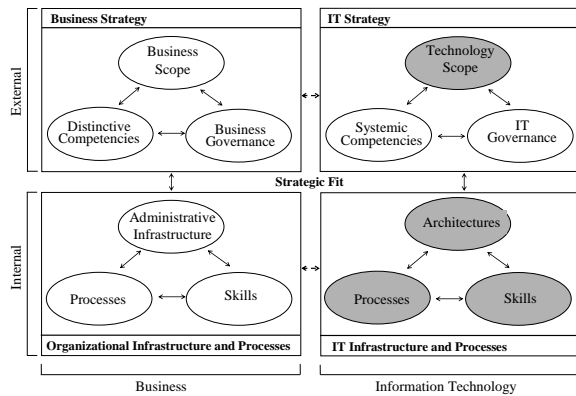 Business Strategy
IT Strategy
External
Business
Scope
Technology
Scope
Distinctive
Competencies
Business
Governance
Systemic
Competencies
IT
Governance
Strategic Fit
Internal
Administrative
Infrastructure
Architectures
Processes
Skills
Processes
Skills
Organizational Infrastructure and Processes
IT Infrastructure and Processes
Business
Information Technology